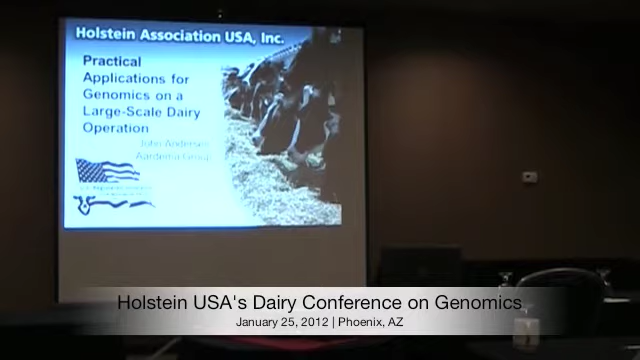 Holstein Association USA, Inc.
Practical
Applications for
Genomics on a
Large-Scale Dairy
Operation
John Andersen
Aardema Group
Holstein USA's Dairy Conference on Genomics
January 25, 2012 | Phoenix, AZ